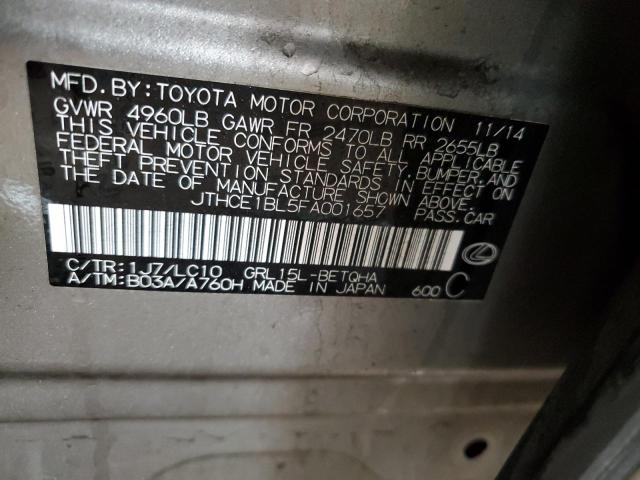 MFD. BY: TOYOTA MOTOR CORPORATION 11/14
GVWR 4960LB GAWR FR 2470LB RR 2655LB
THIS VEHICLE CONFORMS TO ALL APPLICABLE
FEDERAL MOTOR VEHICLE SAFETY, BUMPER, AND
THEFT PREVENTION STANDARDS IN EFFECT ON
THE DATE OF MANUFACTURE SHOWN ABOVE.
JTHCE1BL5FA001657 PASS. CAR
C/TR: 1J7/LC10 GRL15L-BETQHA
A/TM: B03A/A760H MADE IN JAPAN 600 C